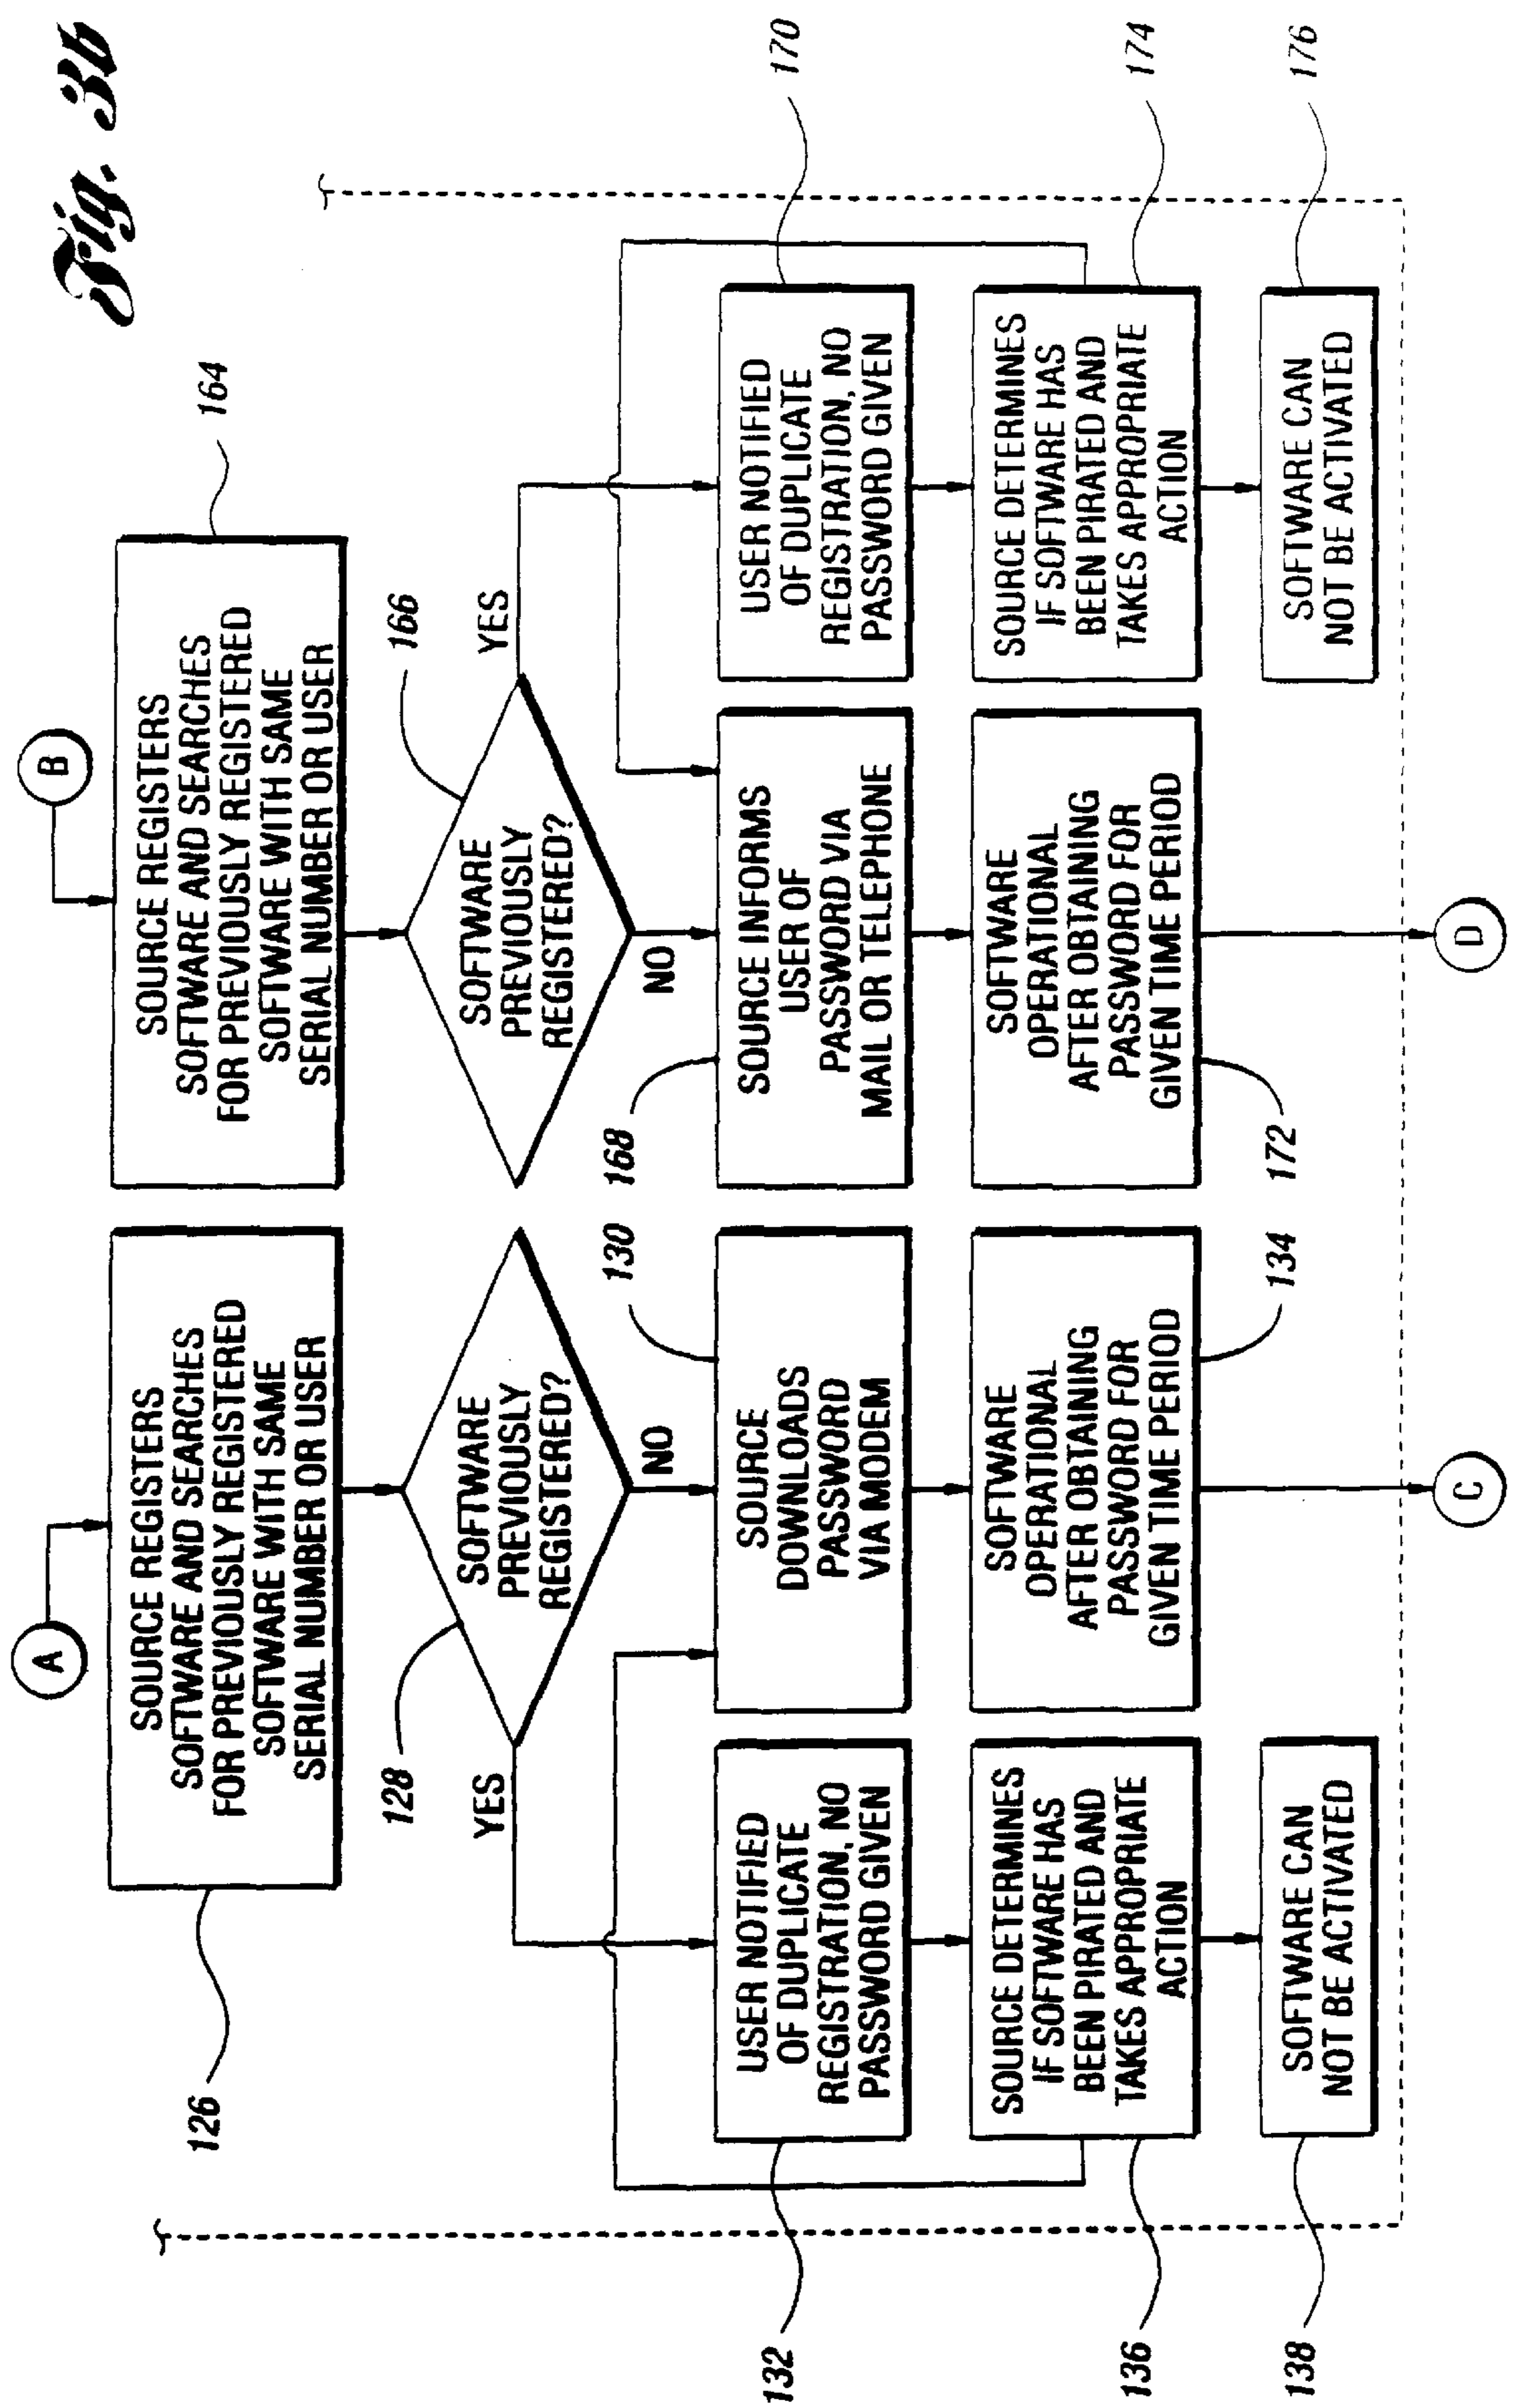 Fig. 3b
A
SOURCE REGISTERS
SOFTWARE AND SEARCHES
FOR PREVIOUSLY REGISTERED
SOFTWARE WITH SAME
SERIAL NUMBER OR USER
126
SOFTWARE
PREVIOUSLY
REGISTERED?
128
YES
NO
USER NOTIFIED
OF DUPLICATE
REGISTRATION, NO
PASSWORD GIVEN
132
SOURCE
DOWNLOADS
PASSWORD
VIA MODEM
130
SOURCE DETERMINES
IF SOFTWARE HAS
BEEN PIRATED AND
TAKES APPROPRIATE
ACTION
136
SOFTWARE
OPERATIONAL
AFTER OBTAINING
PASSWORD FOR
GIVEN TIME PERIOD
134
SOFTWARE CAN
NOT BE ACTIVATED
138
C
B
SOURCE REGISTERS
SOFTWARE AND SEARCHES
FOR PREVIOUSLY REGISTERED
SOFTWARE WITH SAME
SERIAL NUMBER OR USER
164
SOFTWARE
PREVIOUSLY
REGISTERED?
166
YES
NO
SOURCE INFORMS
USER OF
PASSWORD VIA
MAIL OR TELEPHONE
168
USER NOTIFIED
OF DUPLICATE
REGISTRATION, NO
PASSWORD GIVEN
170
SOFTWARE
OPERATIONAL
AFTER OBTAINING
PASSWORD FOR
GIVEN TIME PERIOD
172
SOURCE DETERMINES
IF SOFTWARE HAS
BEEN PIRATED AND
TAKES APPROPRIATE
ACTION
174
SOFTWARE CAN
NOT BE ACTIVATED
176
D